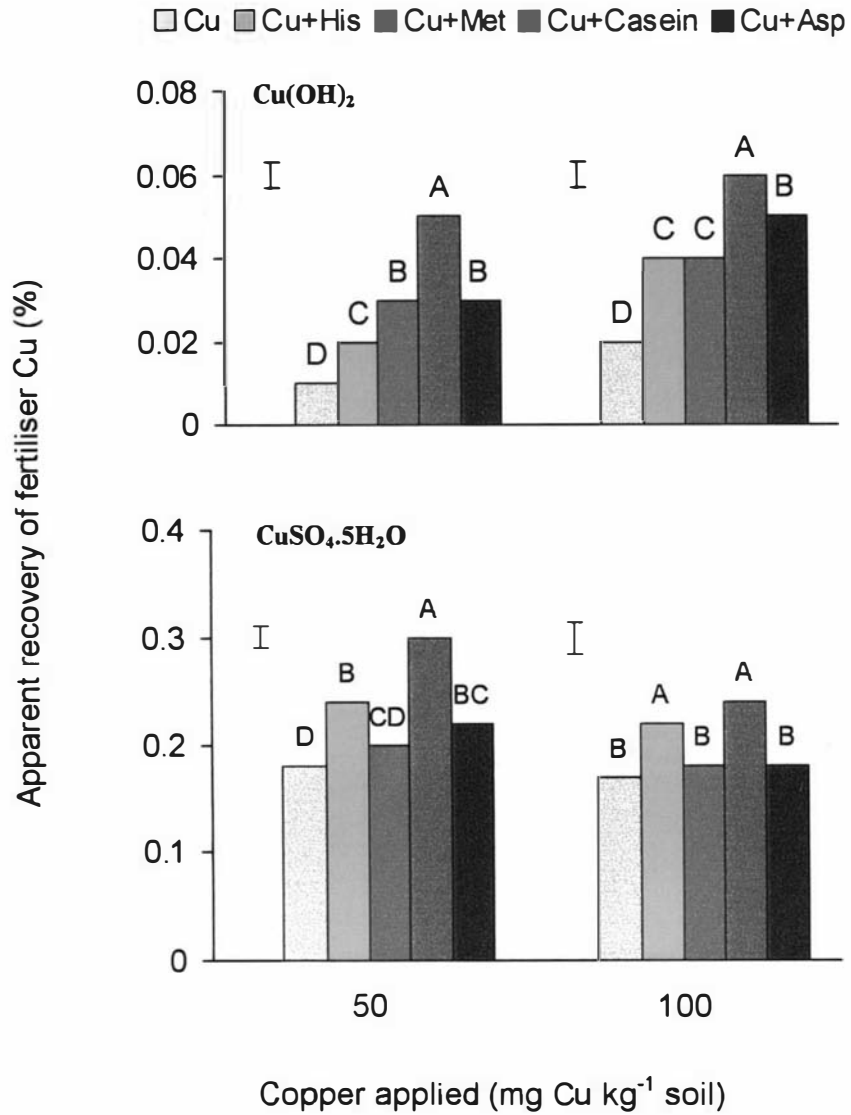 Cu Cu+His Cu+Met Cu+Casein Cu+Asp
Apparent recovery of fertiliser Cu (%)
Cu(OH)₂
0.08
0.06
0.04
0.02
0
D
C
B
A
B
D
C
C
A
B
CuSO₄.5H₂O
0.4
0.3
0.2
0.1
0
D
B
CD
A
BC
B
A
B
A
B
50
100
Copper applied (mg Cu kg⁻¹ soil)